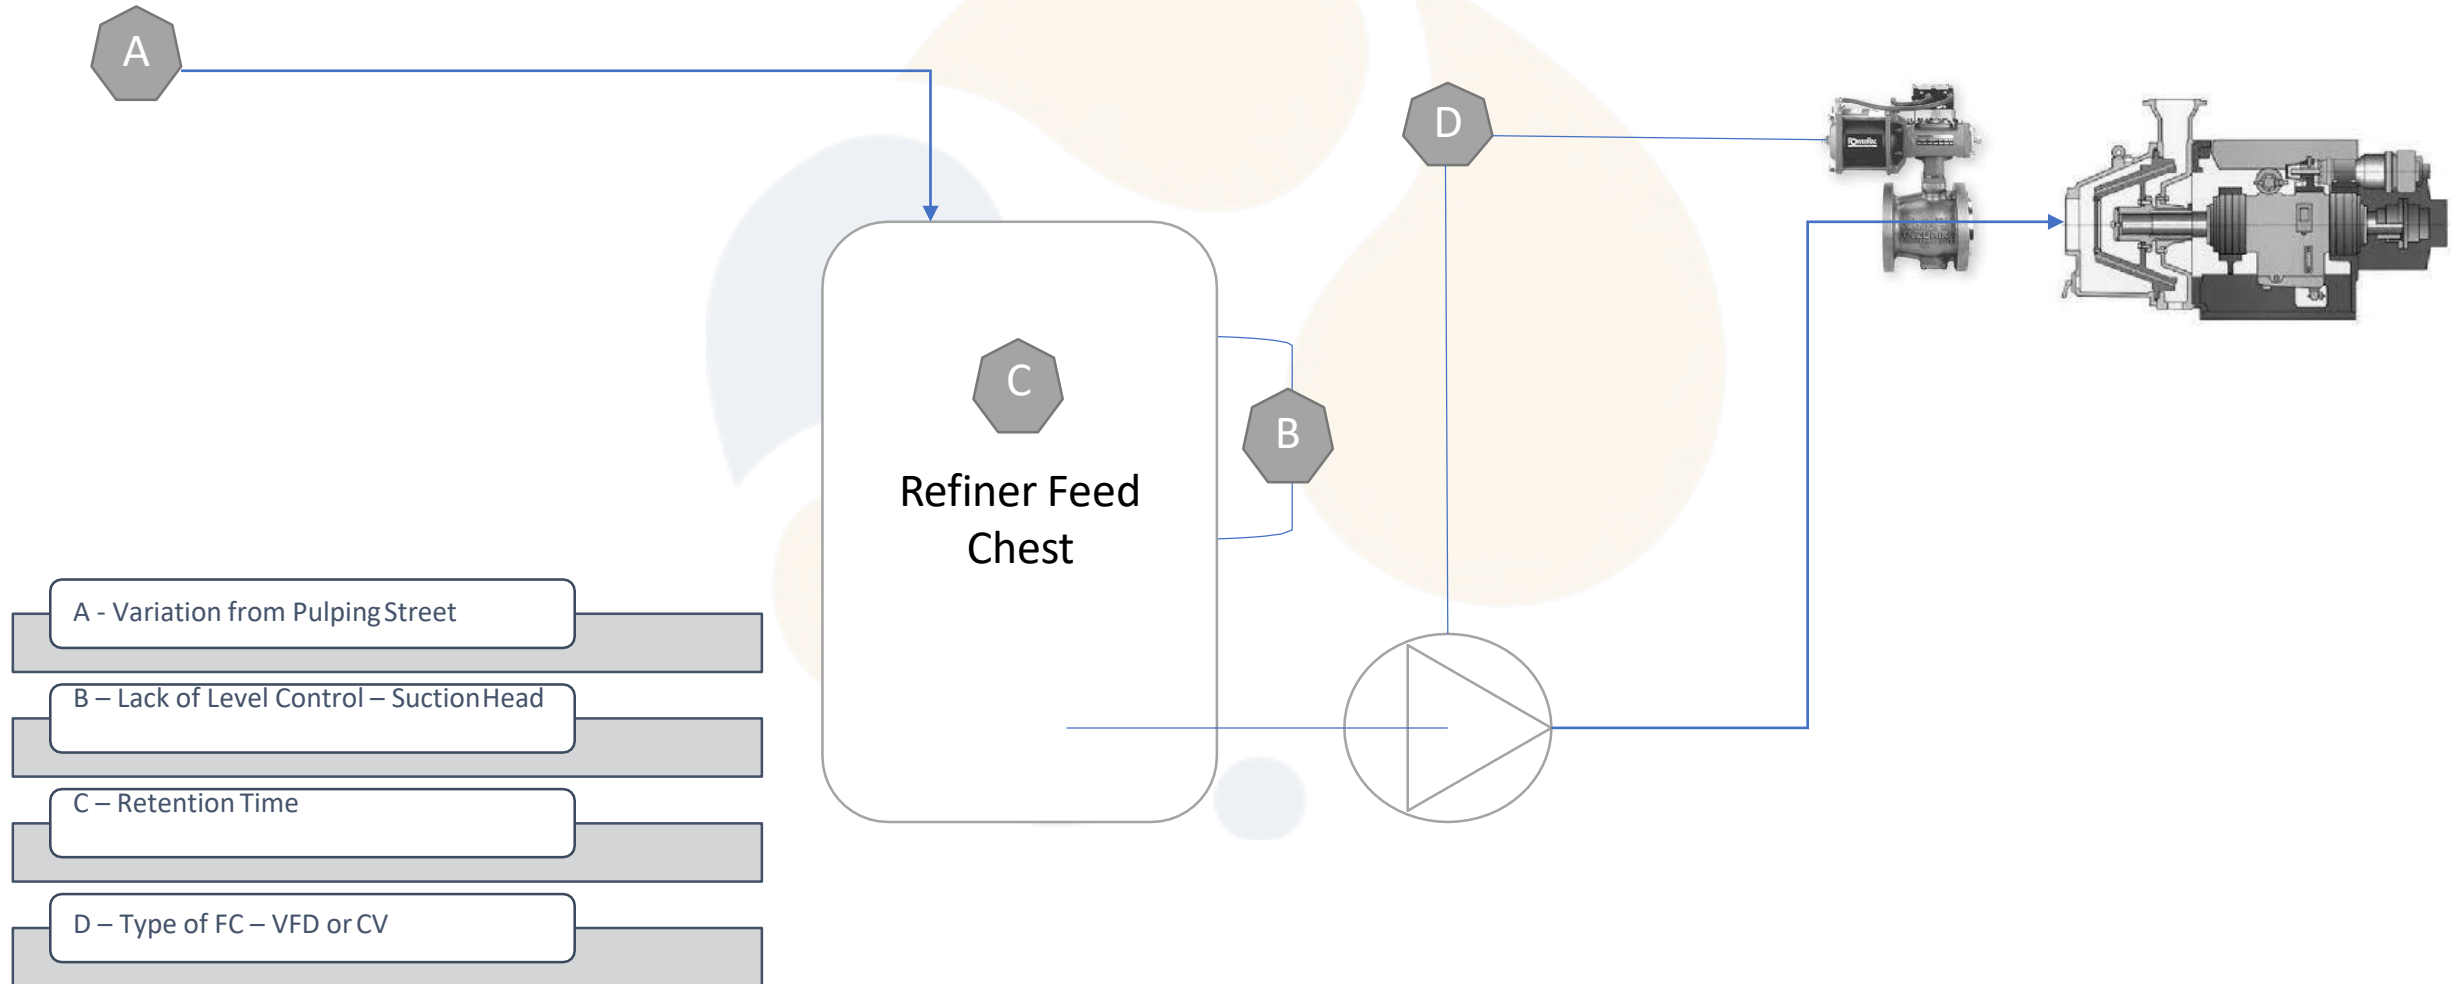 A
D
C
B
Refiner Feed
Chest
A - Variation from Pulping Street
B – Lack of Level Control – Suction Head
C – Retention Time
D – Type of FC – VFD or CV